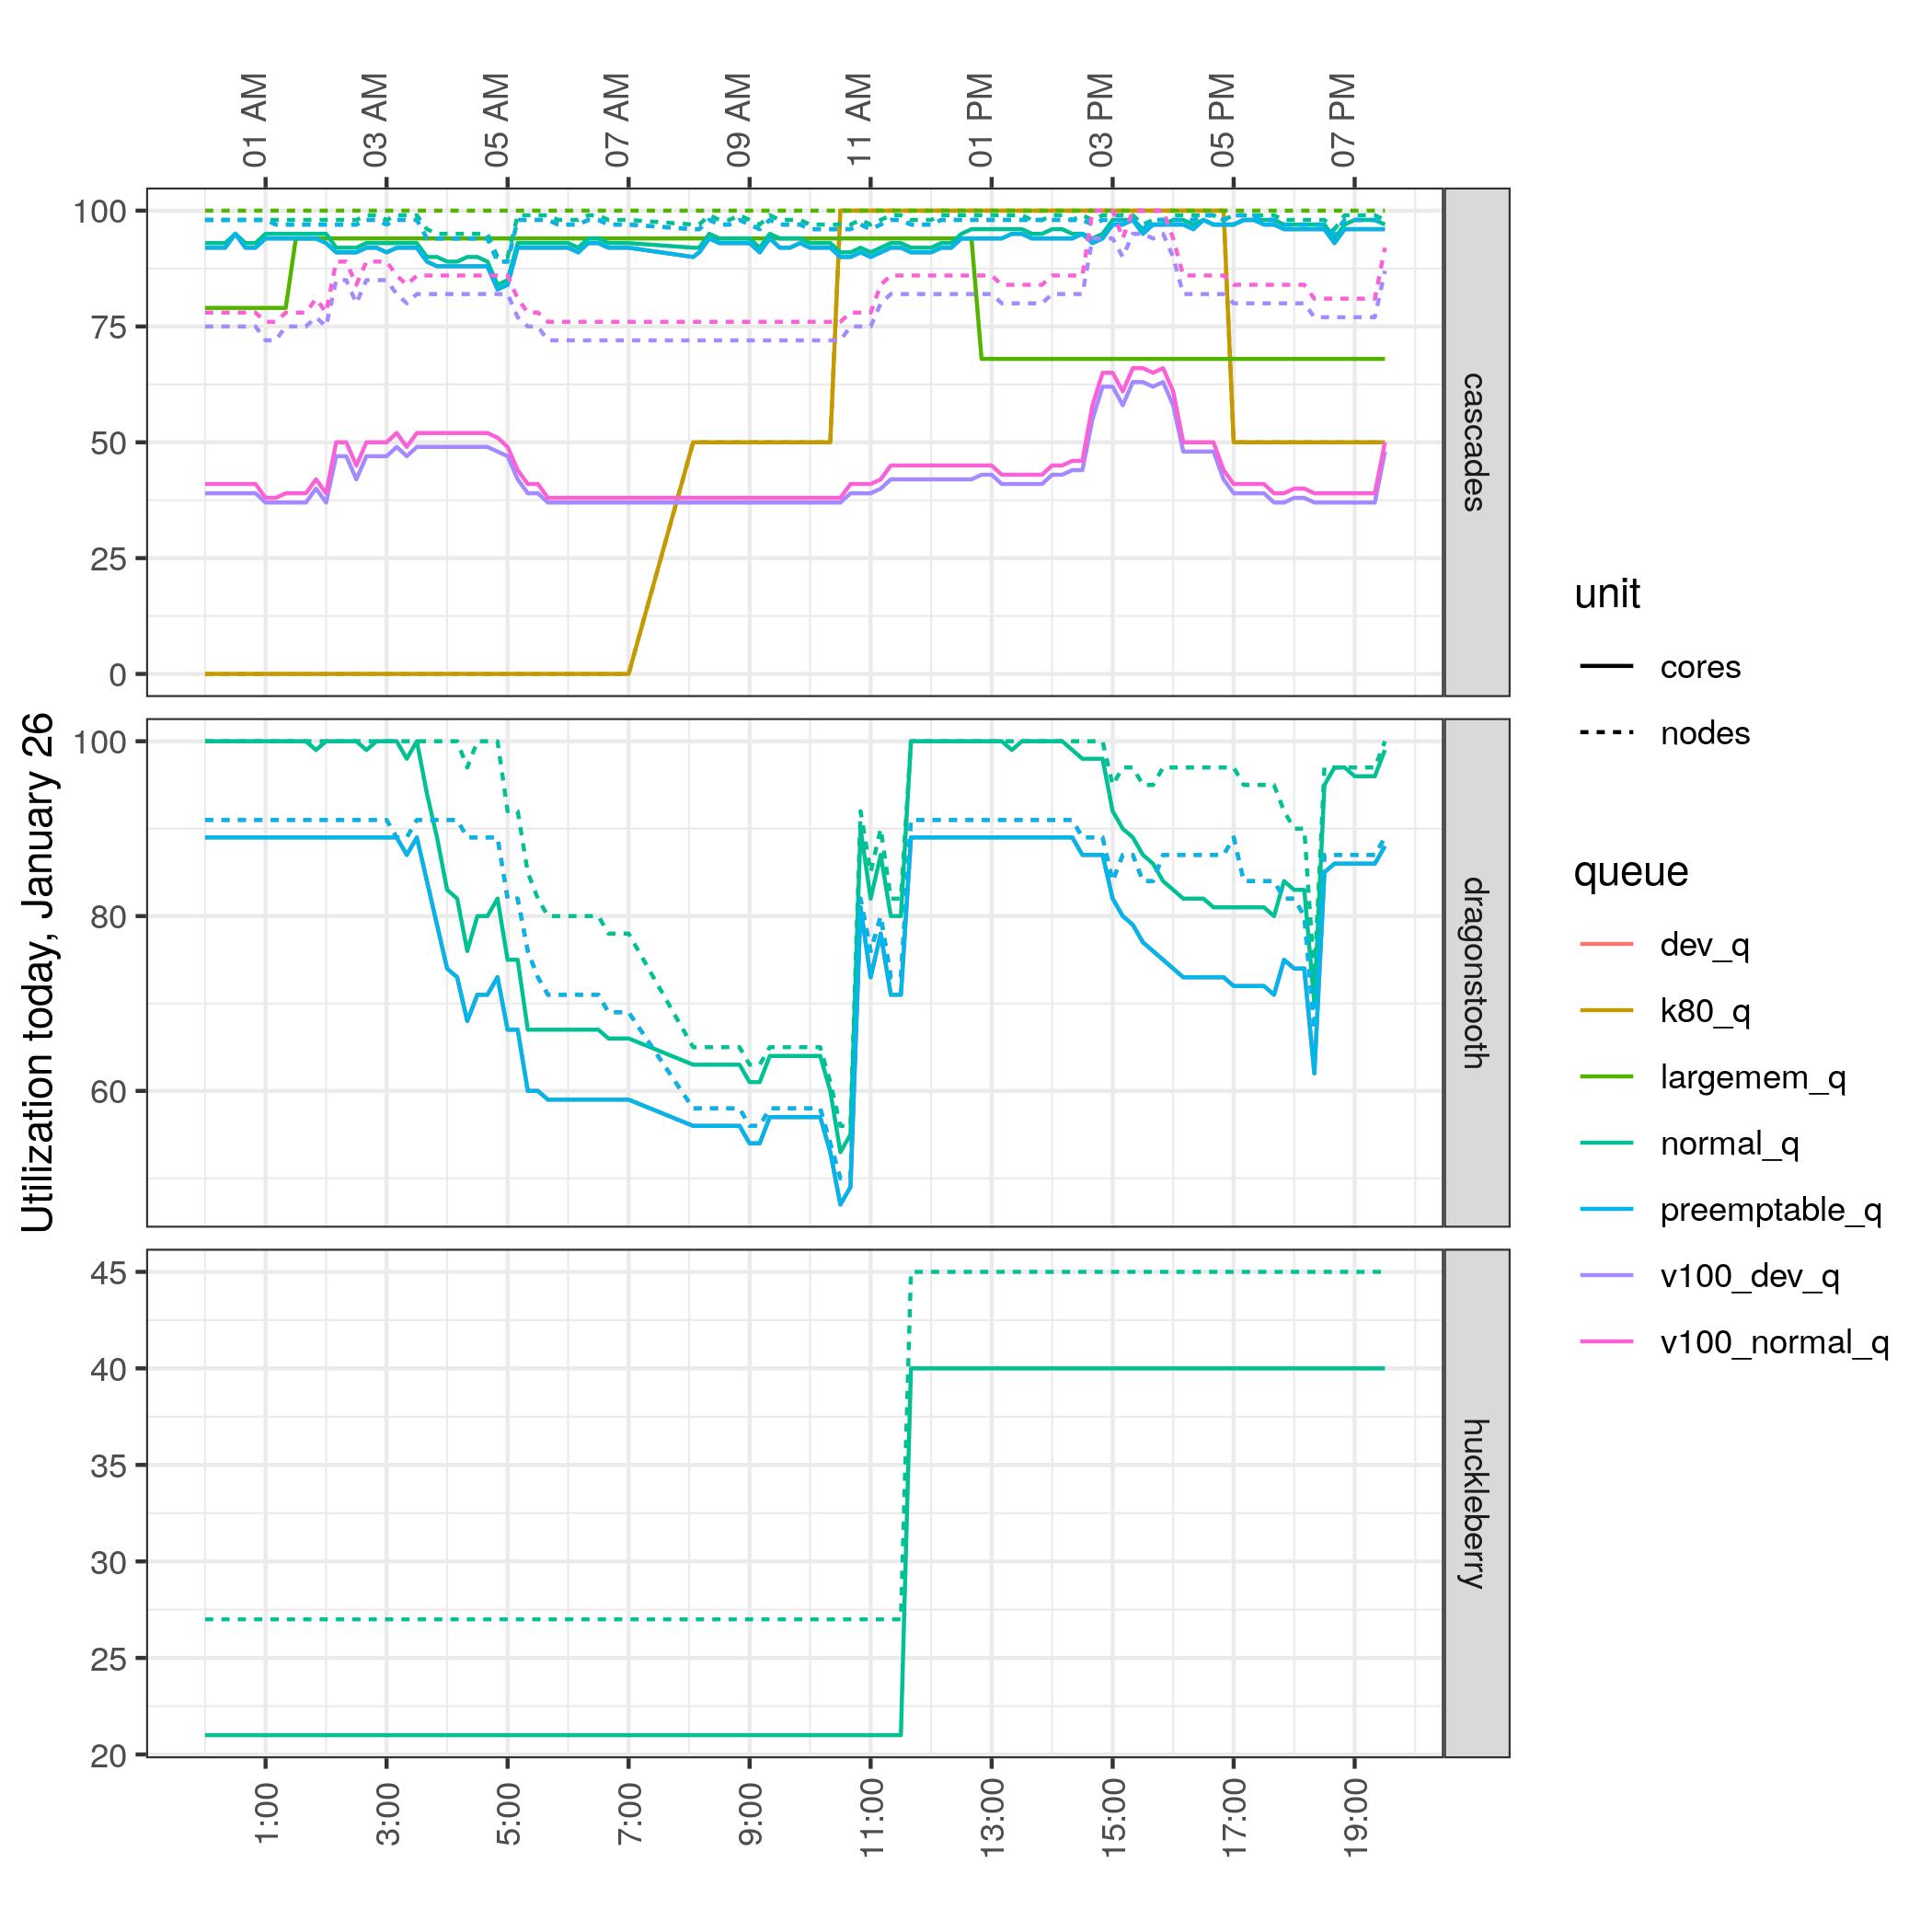 01 AM
03 AM
05 AM
07 AM
09 AM
11 AM
01 PM
03 PM
05 PM
07 PM
Utilization today, January 26
100
75
50
25
0
cascades
100
80
60
dragonstooth
45
40
35
30
25
20
huckleberry
1:00
3:00
5:00
7:00
9:00
11:00
13:00
15:00
17:00
19:00
unit
cores
nodes
queue
dev_q
k80_q
largemem_q
normal_q
preemptable_q
v100_dev_q
v100_normal_q